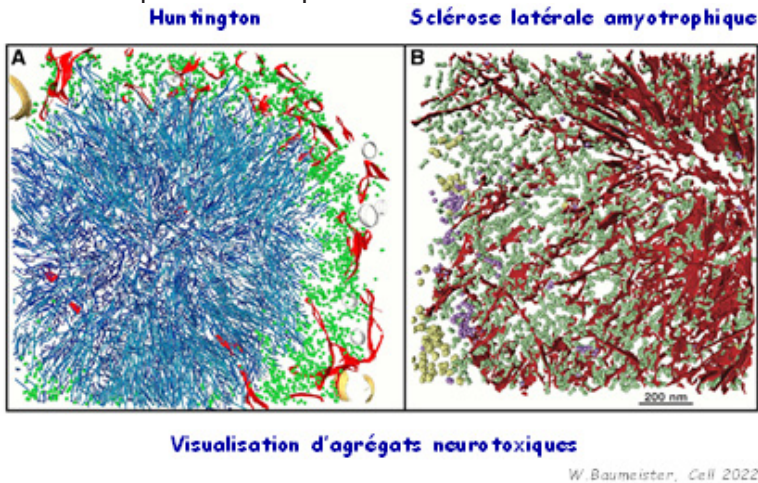 Huntington
Sclérose latérale amyotrophique
A
B
200 nm
Visualisation d'agrégats neurotoxiques
W.Baumeister, Cell 2022